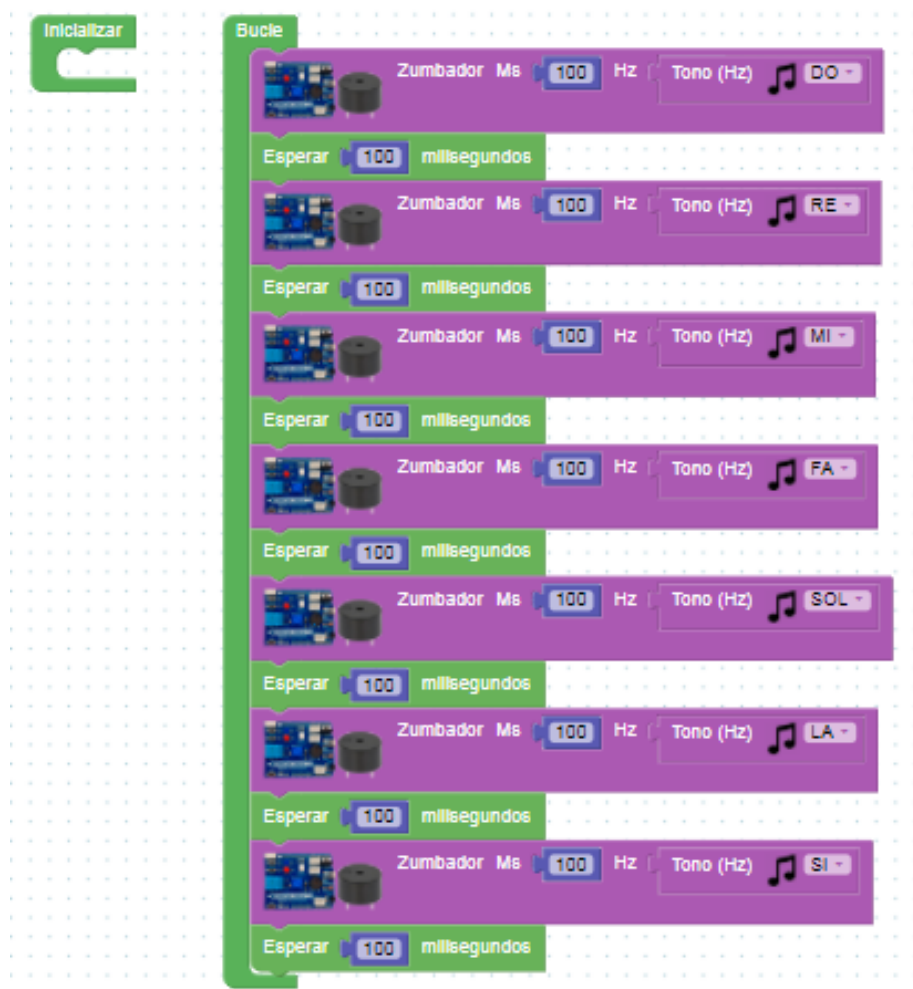 Inicializar
Bucle
Zumbador Ms 100 Hz Tono (Hz) DO
Esperar 100 milisegundos
Zumbador Ms 100 Hz Tono (Hz) RE
Esperar 100 milisegundos
Zumbador Ms 100 Hz Tono (Hz) MI
Esperar 100 milisegundos
Zumbador Ms 100 Hz Tono (Hz) FA
Esperar 100 milisegundos
Zumbador Ms 100 Hz Tono (Hz) SOL
Esperar 100 milisegundos
Zumbador Ms 100 Hz Tono (Hz) LA
Esperar 100 milisegundos
Zumbador Ms 100 Hz Tono (Hz) SI
Esperar 100 milisegundos